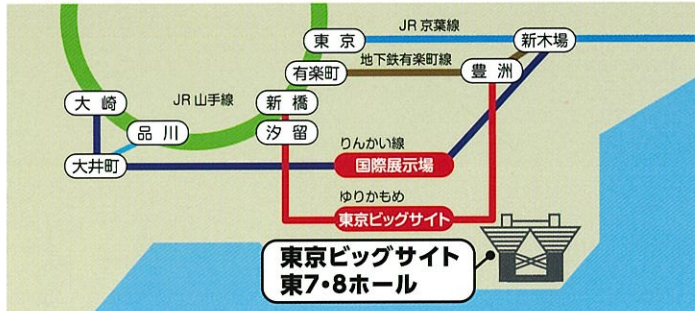 JR 京葉線
東京
新木場
地下鉄有楽町線
有楽町
豊洲
大崎
JR 山手線
新橋
品川
汐留
りんかい線
大井町
国際展示場
ゆりかもめ
東京ビッグサイト
東京ビッグサイト
東7・8ホール